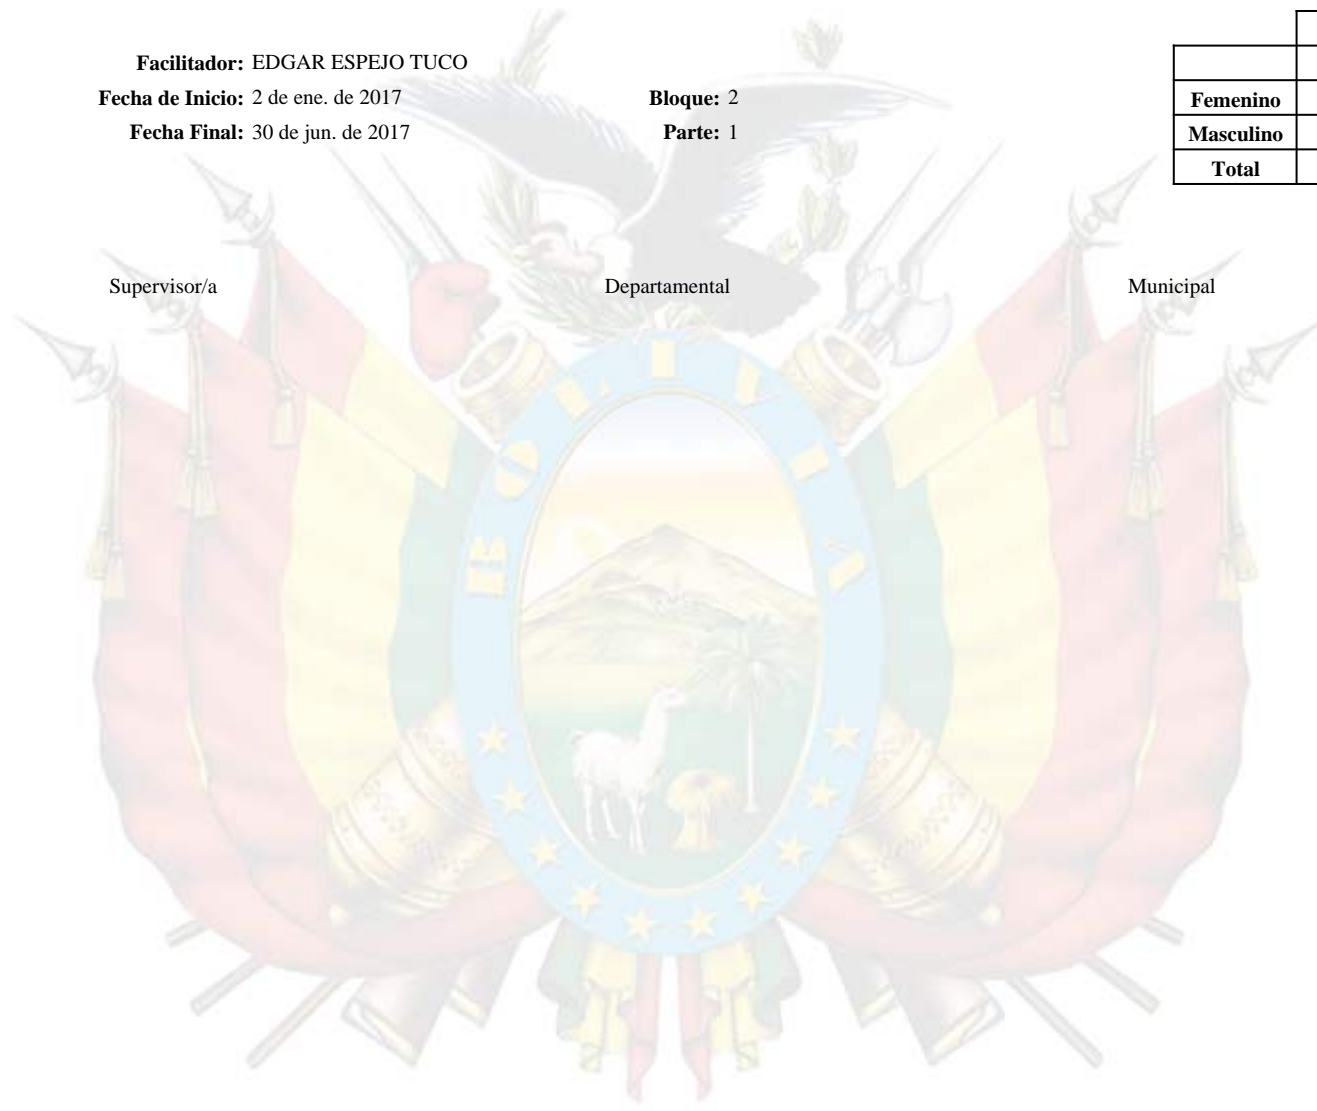 Facilitador: EDGAR ESPEJO TUCO
Fecha de Inicio: 2 de ene. de 2017 Bloque: 2
Fecha Final: 30 de jun. de 2017 Parte: 1
Femenino
Masculino
Total
Supervisor/a Departamental Municipal
BOLIVIA